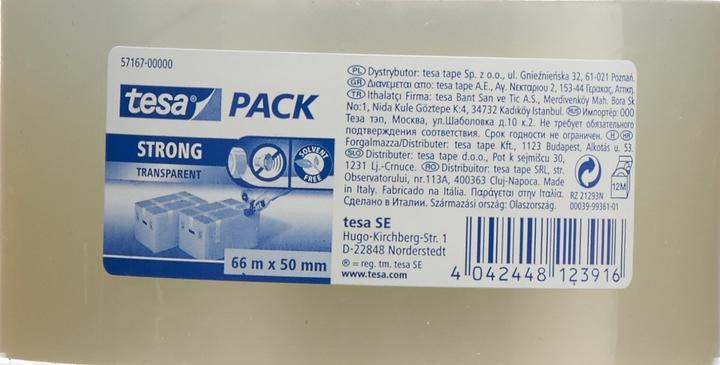 57167-00000
tesa PACK
STRONG
TRANSPARENT
SOLVENT
FREE
66 m x 50 mm
PL Dystrybutor: tesa tape Sp. z o.o., ul. Gnieźnieńska 32, 61-021 Poznań.
GR Διανέμεται απο: tesa tape A.E., Αγ. Νεκταριου 2, 153-44 Γερακας, Αττικη.
TR Ithalatçi Firma: tesa Bant San ve Tic A.S., Merdivenköy Mah. Bora Sk
No:1, Nida Kule Göztepe K:4, 34732 Kadıköy Istanbul. RUS Импортёр: ООО
Теза тэп, Москва, ул.Шаболовка д.10 к.2. Не требует обязательного
подтверждения соответствия. Срок годности не ограничен. H HR
Forgalmazza/Distributer: tesa tape Kft., 1123 Budapest, Alkotás u. 53.
SLO Distributer: tesa tape d.o.o., Pot k sejmišču 30,
1231 Lj.-Crnuce. RO Distribuitor: tesa tape SRL, str.
Observatorului, nr.113A, 400363 Cluj-Napoca. Made
in Italy. Fabricado na Itália. Παράγεται στην Ιταλία.
Сделано в Италии. Származási ország: Olaszország.
RZ 21293N
12M
00039-99361-01
tesa SE
Hugo-Kirchberg-Str. 1
D-22848 Norderstedt
® = reg. tm. tesa SE
www.tesa.com
4 042448 123916